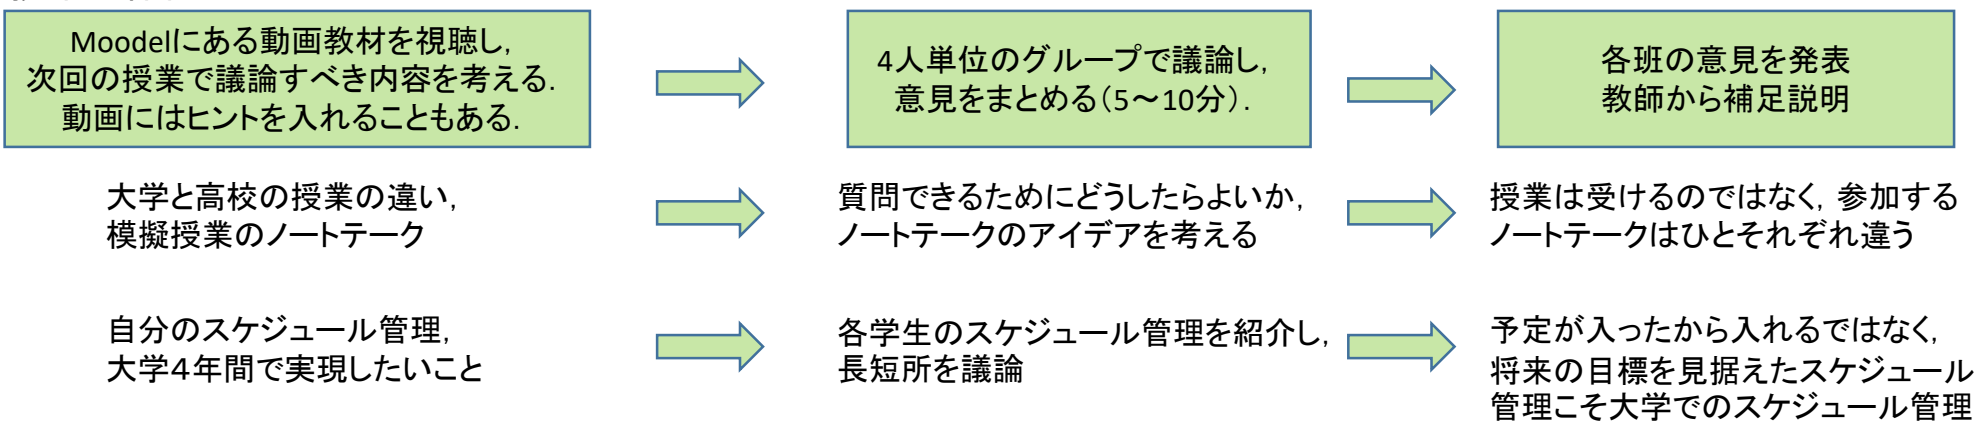 Moodelにある動画教材を視聴し,
次回の授業で議論すべき内容を考える.
動画にはヒントを入れることもある.
4人単位のグループで議論し,
意見をまとめる(5～10分).
各班の意見を発表
教師から補足説明
大学と高校の授業の違い,
模擬授業のノートテーク
質問できるためにどうしたらよいか,
ノートテークのアイデアを考える
授業は受けるのではなく, 参加する
ノートテークはひとそれぞれ違う
自分のスケジュール管理,
大学４年間で実現したいこと
各学生のスケジュール管理を紹介し,
長短所を議論
予定が入ったから入れるではなく,
将来の目標を見据えたスケジュール
管理こそ大学でのスケジュール管理